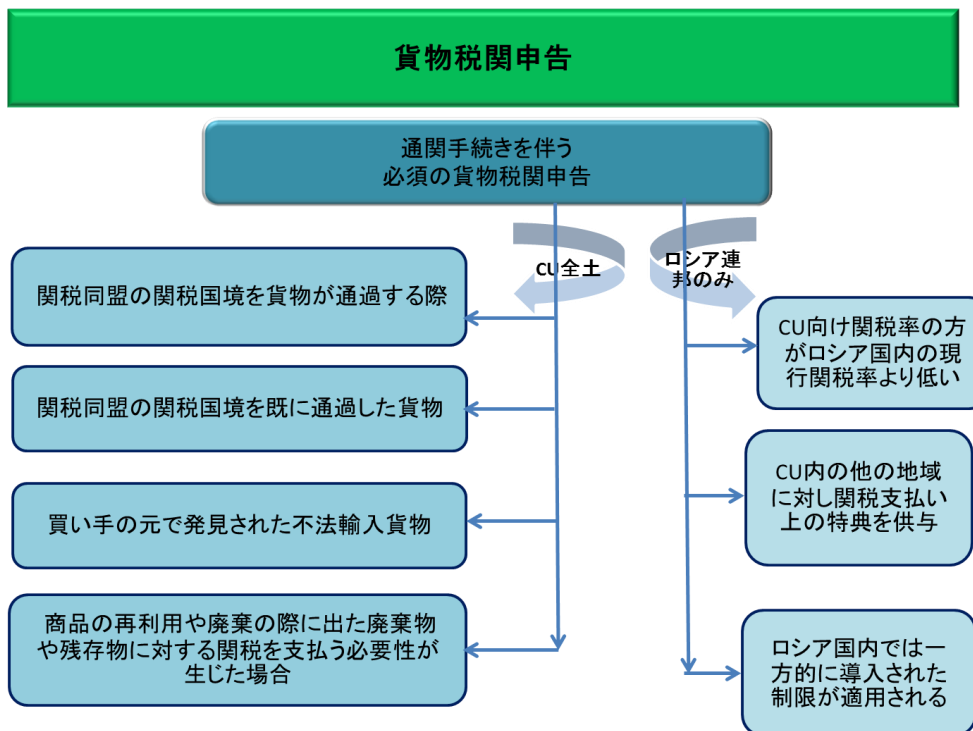 貨物税関申告
通関手続きを伴う
必須の貨物税関申告
CU全土
ロシア連
邦のみ
関税同盟の関税国境を貨物が通過する際
関税同盟の関税国境を既に通過した貨物
買い手の元で発見された不法輸入貨物
商品の再利用や廃棄の際に出た廃棄物
や残存物に対する関税を支払う必要性が
生じた場合
CU向け関税率の方
がロシア国内の現
行関税率より低い
CU内の他の地域
に対し関税支払い
上の特典を供与
ロシア国内では一
方的に導入された
制限が適用される